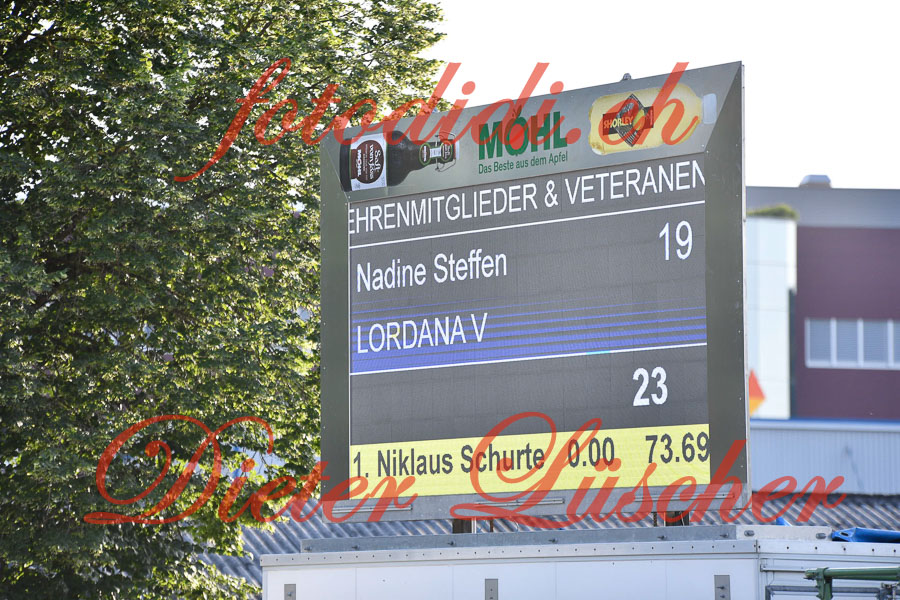 fotodidi.ch
MÖHL
Das Beste aus dem Apfel
SHORLEY
EHRENMITGLIEDER & VETERANEN
Nadine Steffen 19
LORDANA V
23
1. Niklaus Schurte 0.00 73.69
Dieter Lüscher